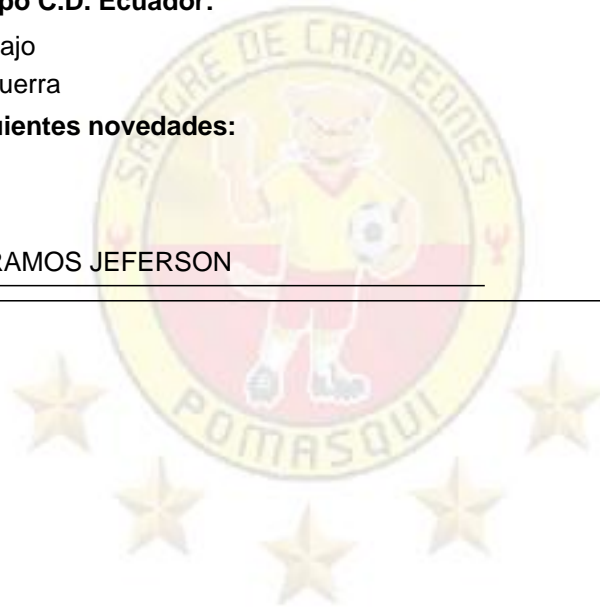 po C.D. Ecuador:
ajo
uerra
uientes novedades:
RAMOS JEFERSON
SANGRE DE CAMPEONES
POMASQUI